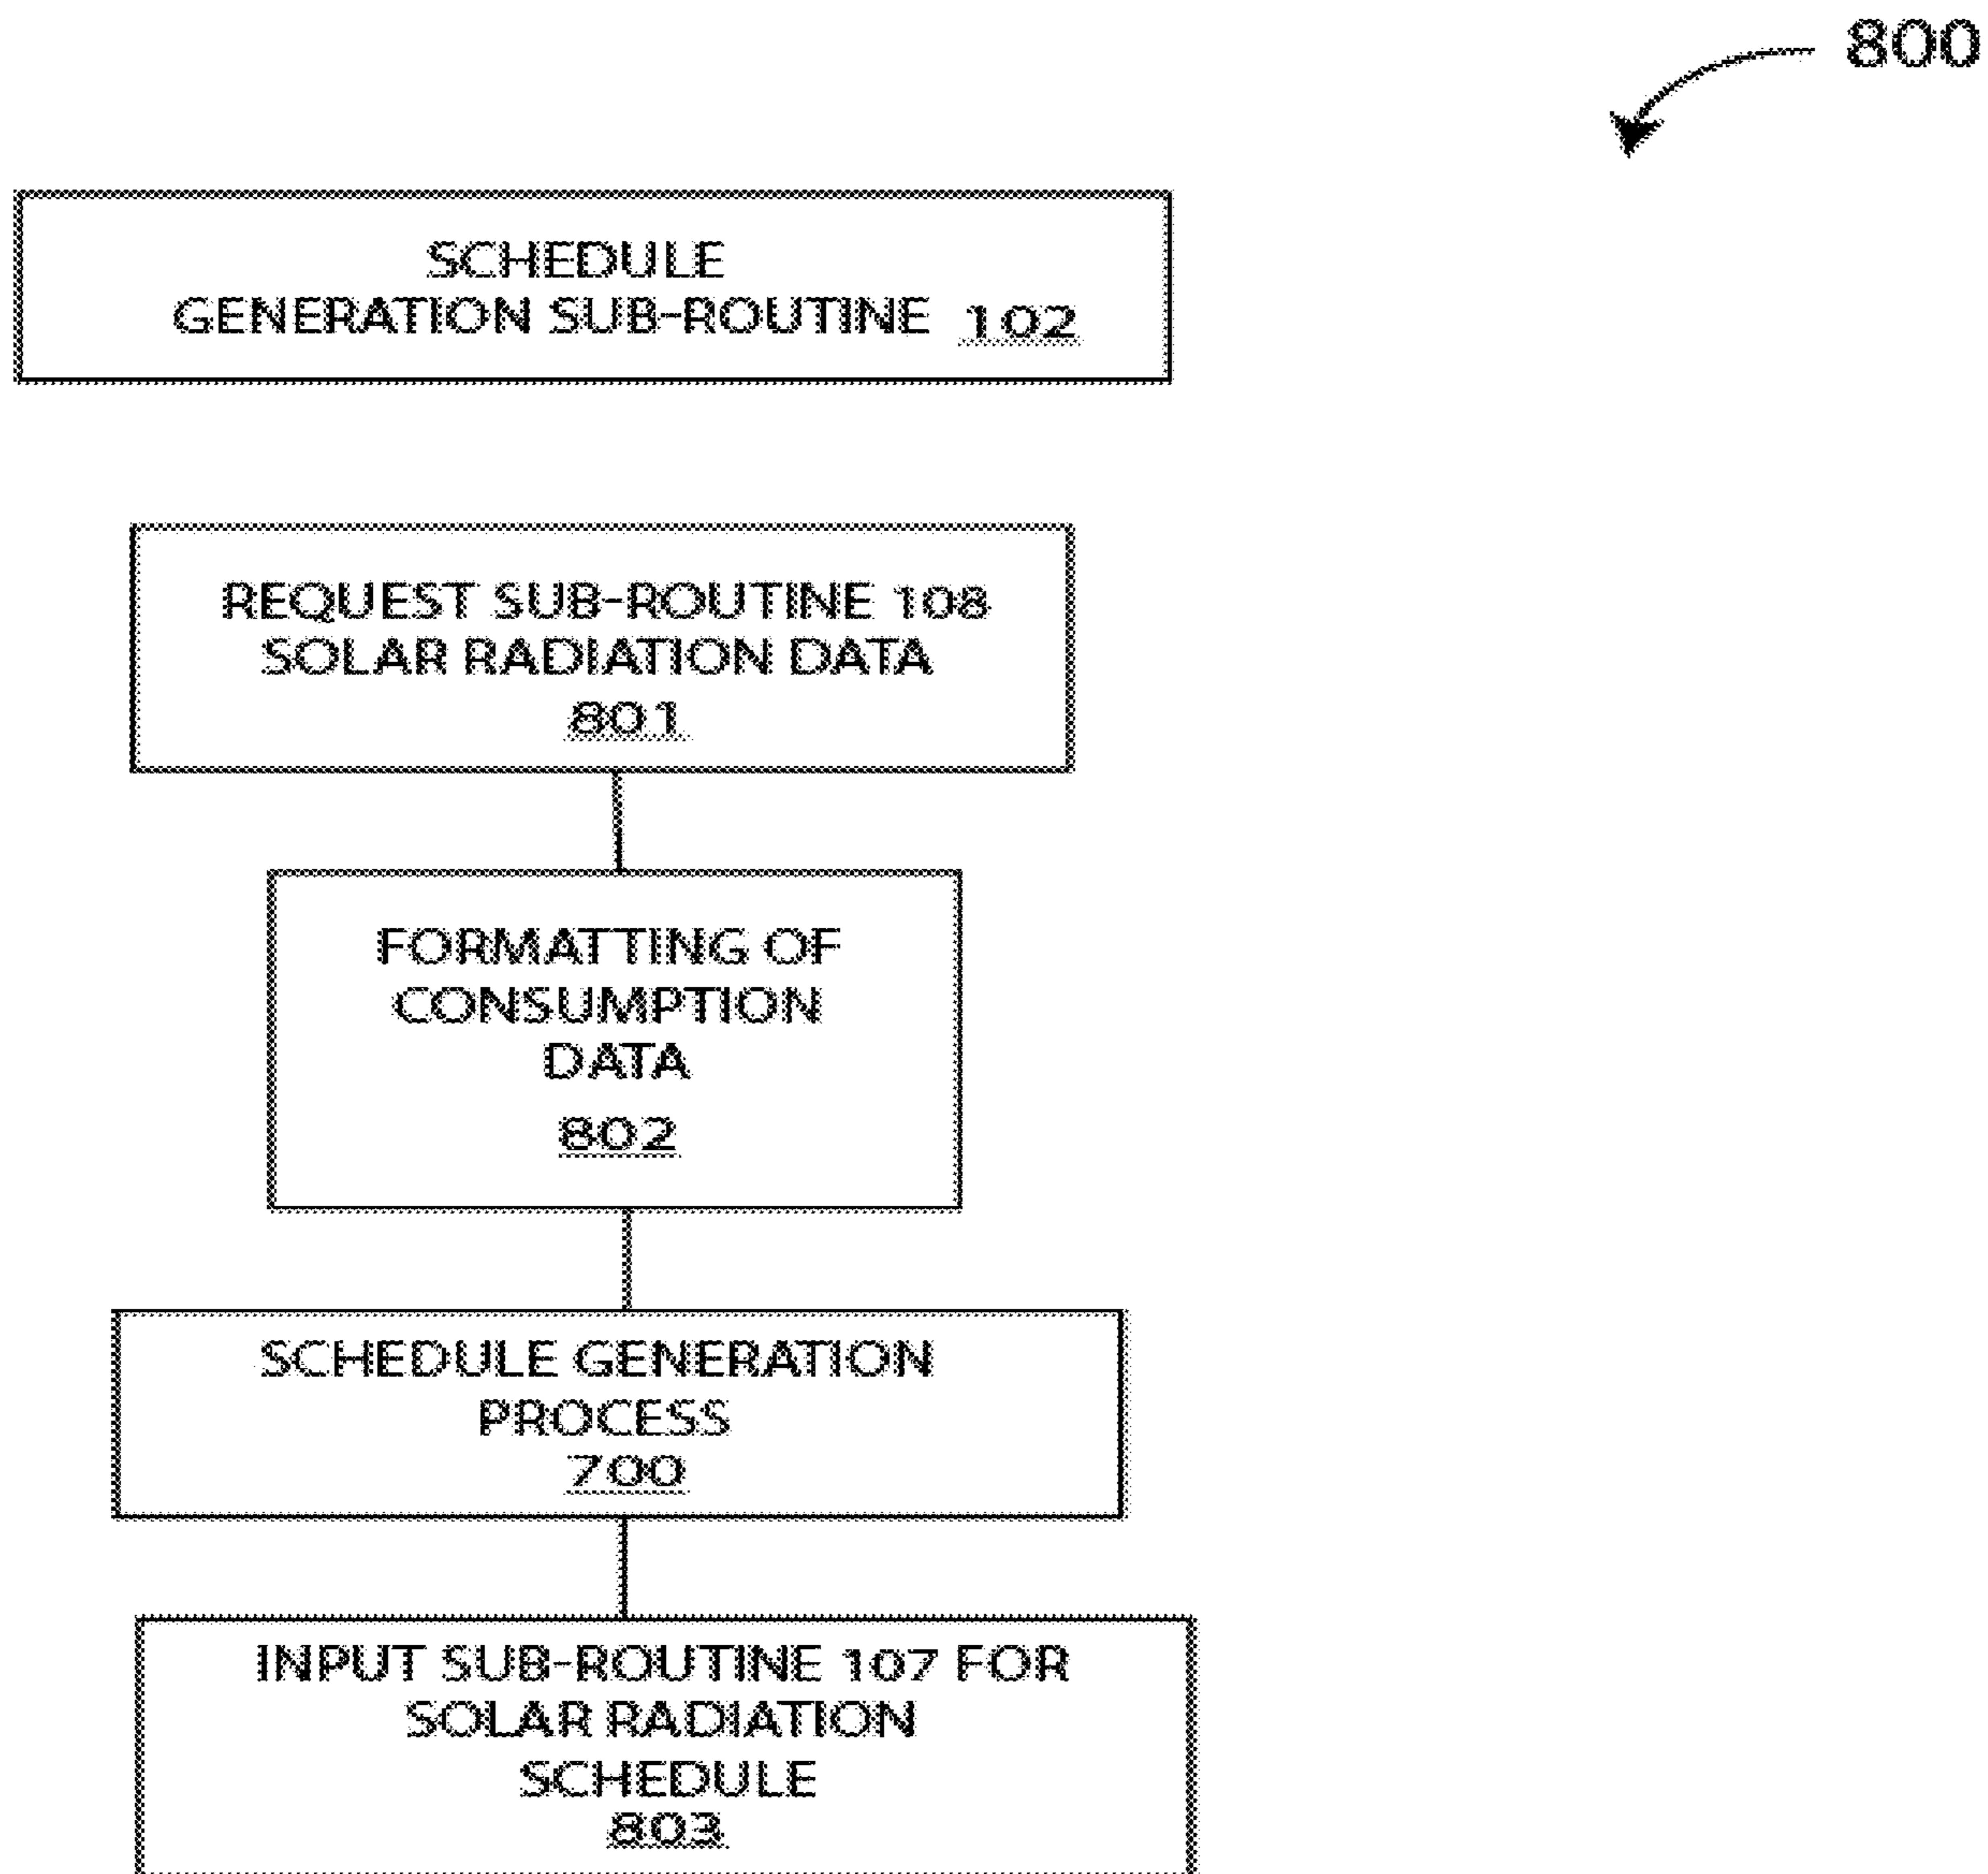 800
SCHEDULE
GENERATION SUB-ROUTINE 102
REQUEST SUB-ROUTINE 108
SOLAR RADIATION DATA
801
FORMATTING OF
CONSUMPTION
DATA
802
SCHEDULE GENERATION
PROCESS
700
INPUT SUB-ROUTINE 107 FOR
SOLAR RADIATION
SCHEDULE
803